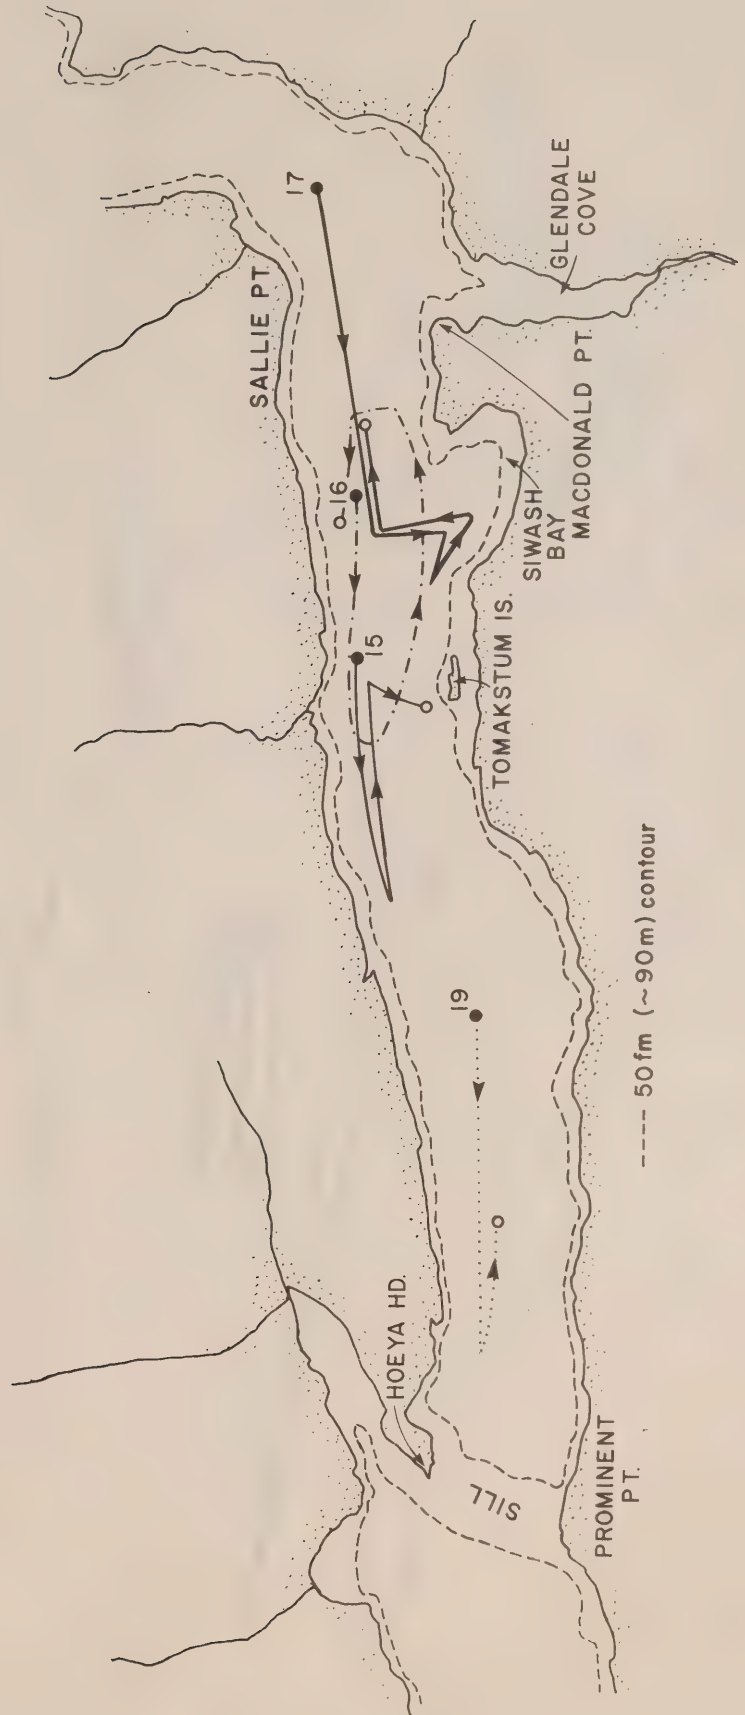 17
SALLIE PT.
GLENDALE
COVE
MACDONALD PT.
16
SIWASH
BAY
15
TOMAKSTUM IS.
19
HOEYA HD.
SILL
PROMINENT
PT.
---- 50 fm (~90m) contour